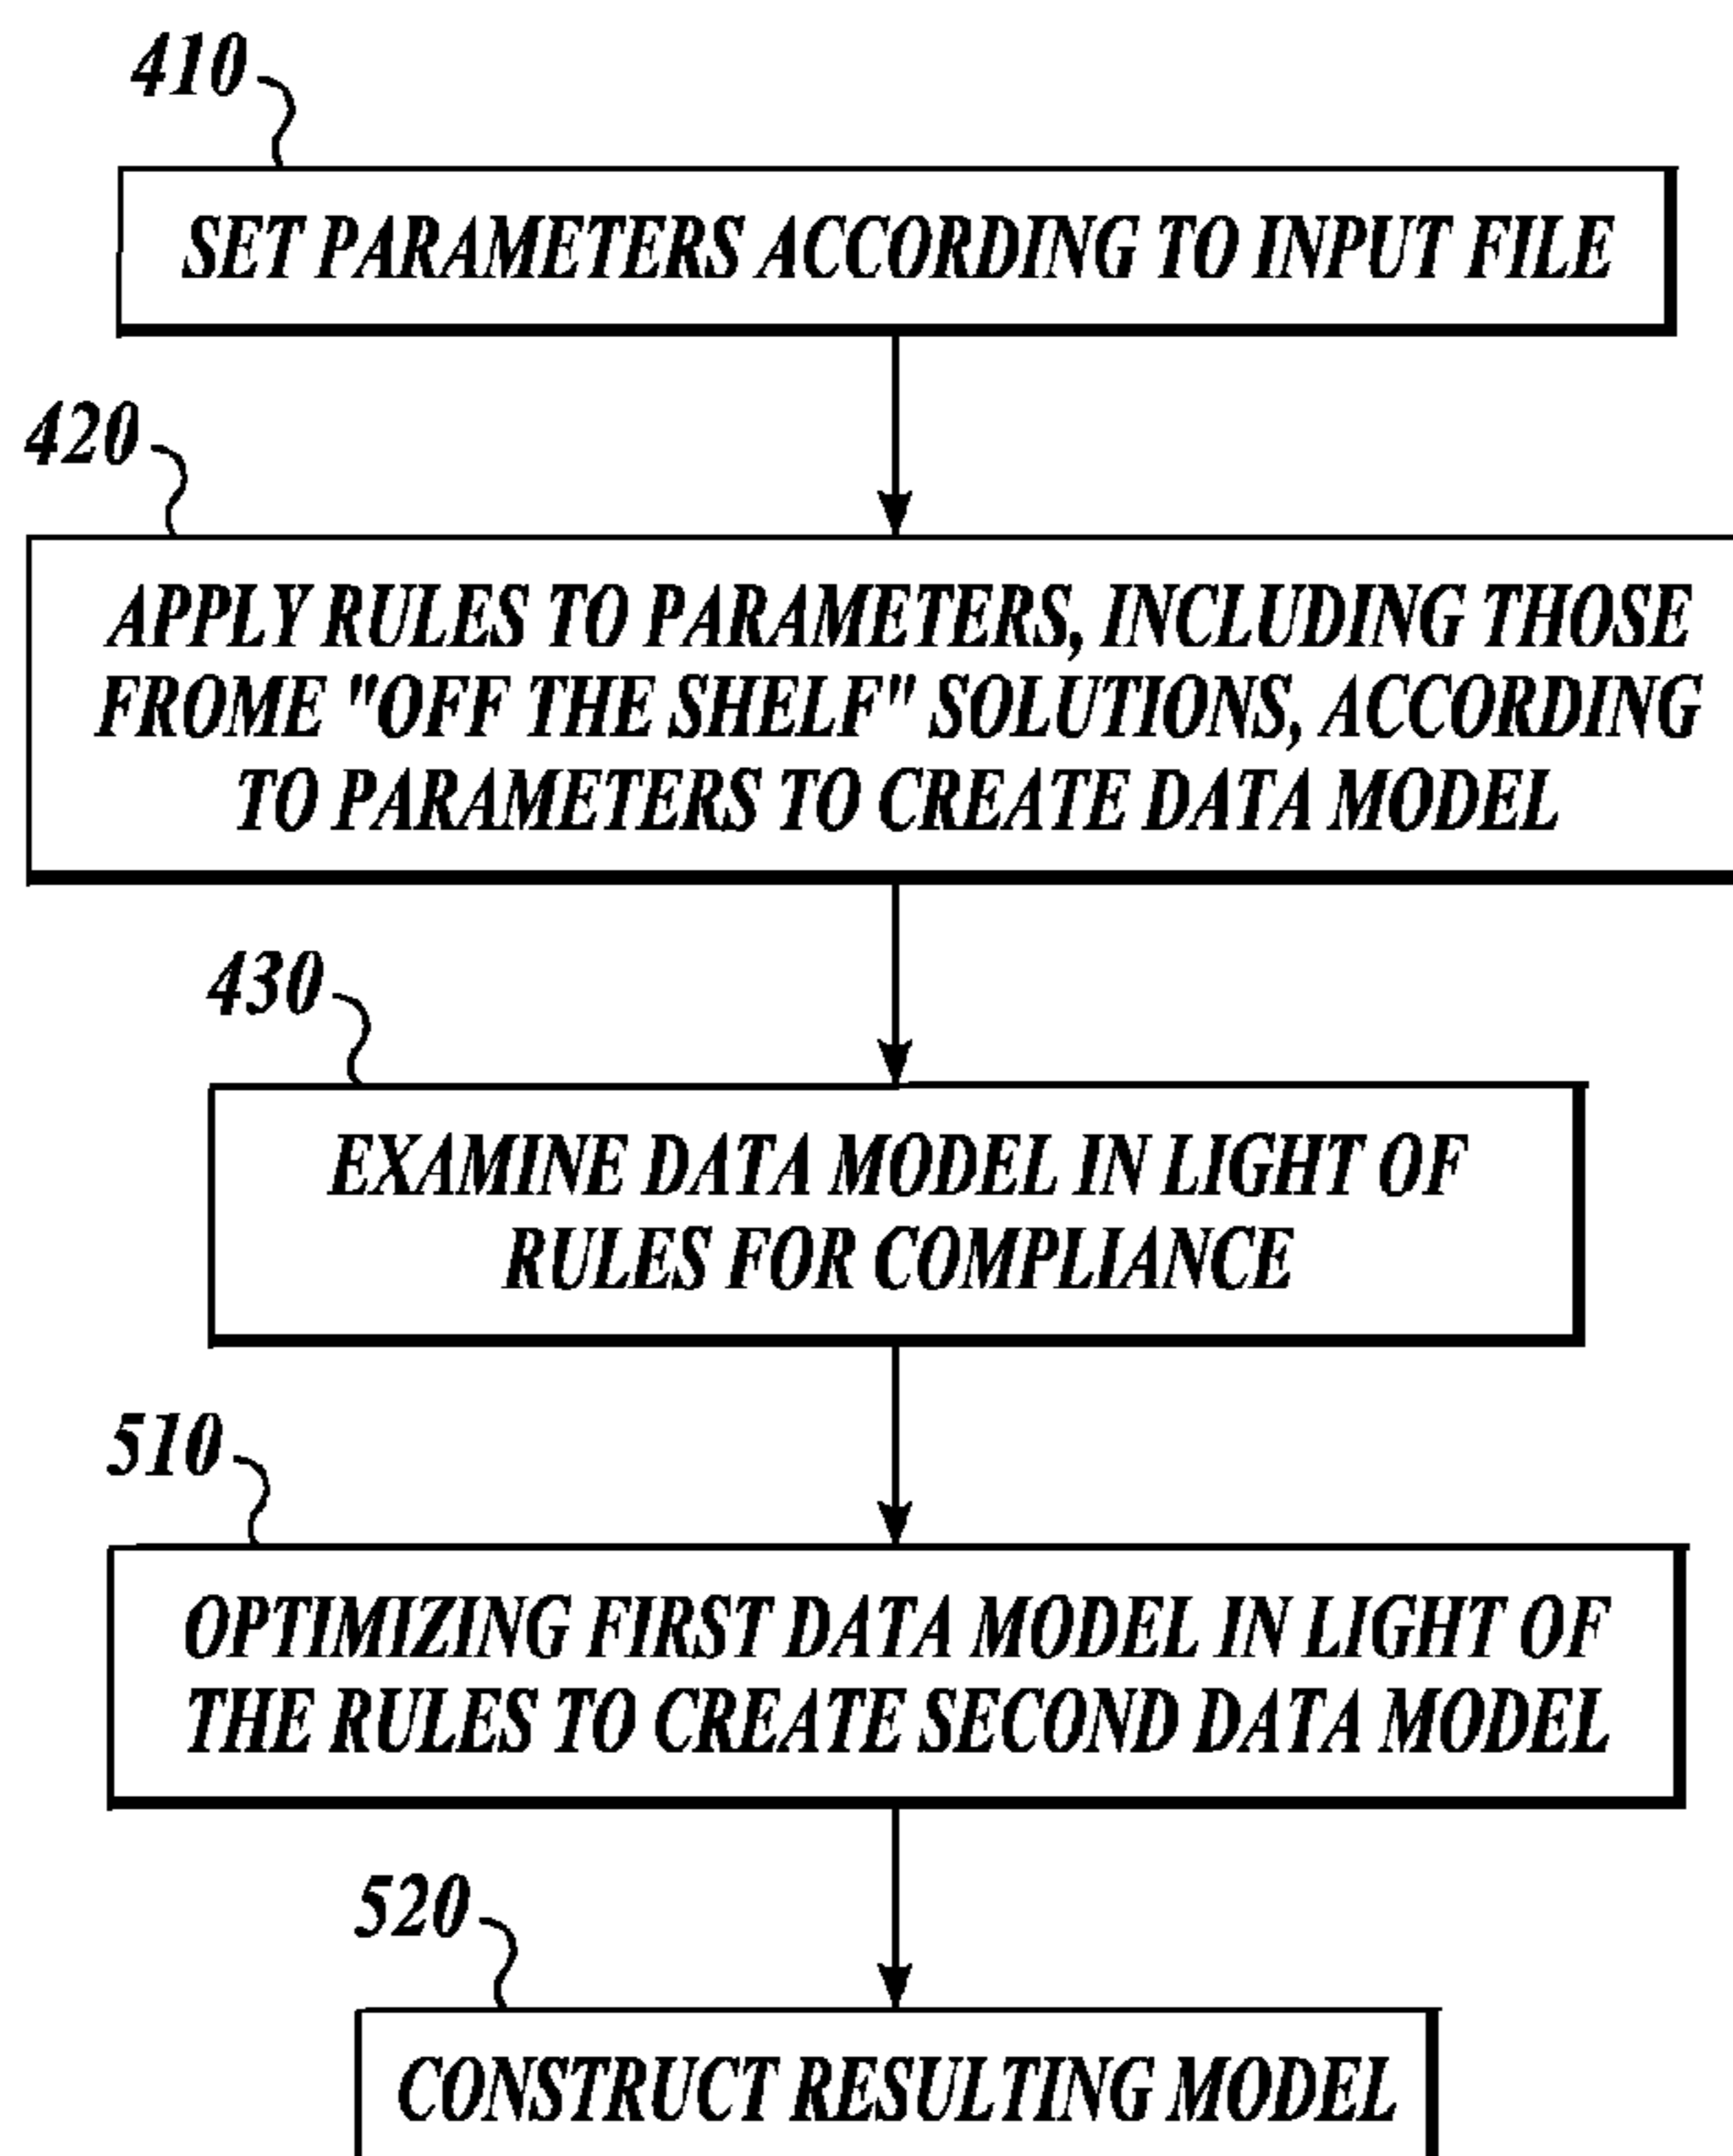 410
SET PARAMETERS ACCORDING TO INPUT FILE
420
APPLY RULES TO PARAMETERS, INCLUDING THOSE
FROME "OFF THE SHELF" SOLUTIONS, ACCORDING
TO PARAMETERS TO CREATE DATA MODEL
430
EXAMINE DATA MODEL IN LIGHT OF
RULES FOR COMPLIANCE
510
OPTIMIZING FIRST DATA MODEL IN LIGHT OF
THE RULES TO CREATE SECOND DATA MODEL
520
CONSTRUCT RESULTING MODEL